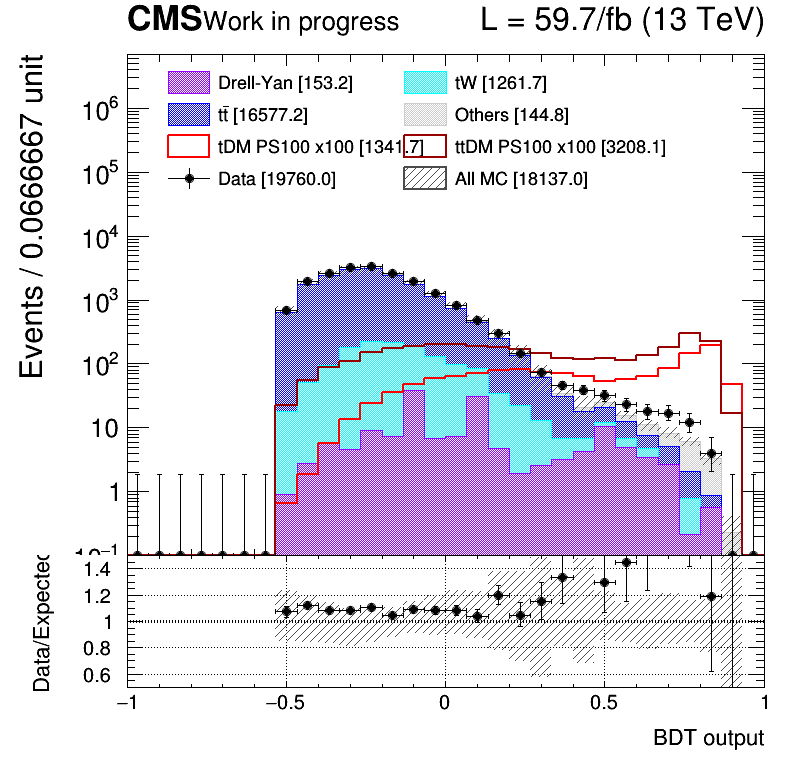 CMS Work in progress L = 59.7/fb (13 TeV)
Events / 0.0666667 unit
Drell-Yan [153.2] tW [1261.7]
tt̄ [16577.2] Others [144.8]
tDM PS100 x100 [1341.7] ttDM PS100 x100 [3208.1]
Data [19760.0] All MC [18137.0]
10⁶
10⁵
10⁴
10³
10²
10
1
10⁻¹
Data/Expected
1.4
1.2
1
0.8
0.6
−1 −0.5 0 0.5 1
BDT output